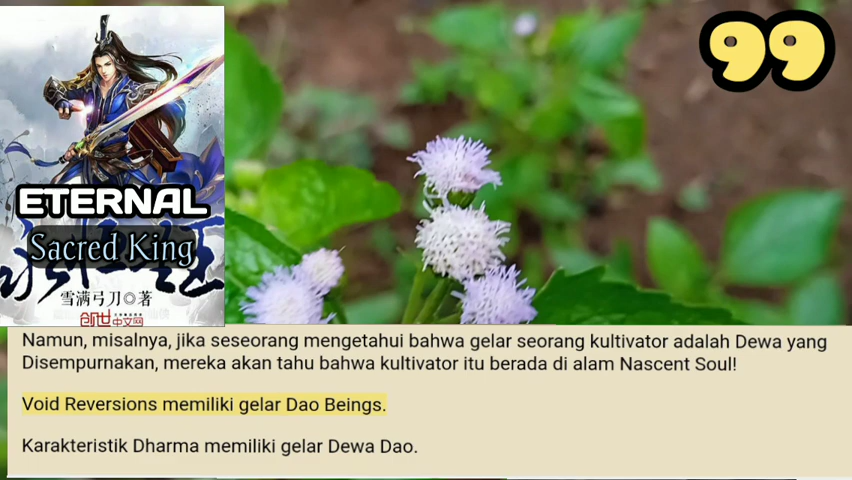 99
ETERNAL
Sacred King
雪满弓刀◎著
创世中文网
Namun, misalnya, jika seseorang mengetahui bahwa gelar seorang kultivator adalah Dewa yang
Disempurnakan, mereka akan tahu bahwa kultivator itu berada di alam Nascent Soul!
Void Reversions memiliki gelar Dao Beings.
Karakteristik Dharma memiliki gelar Dewa Dao.